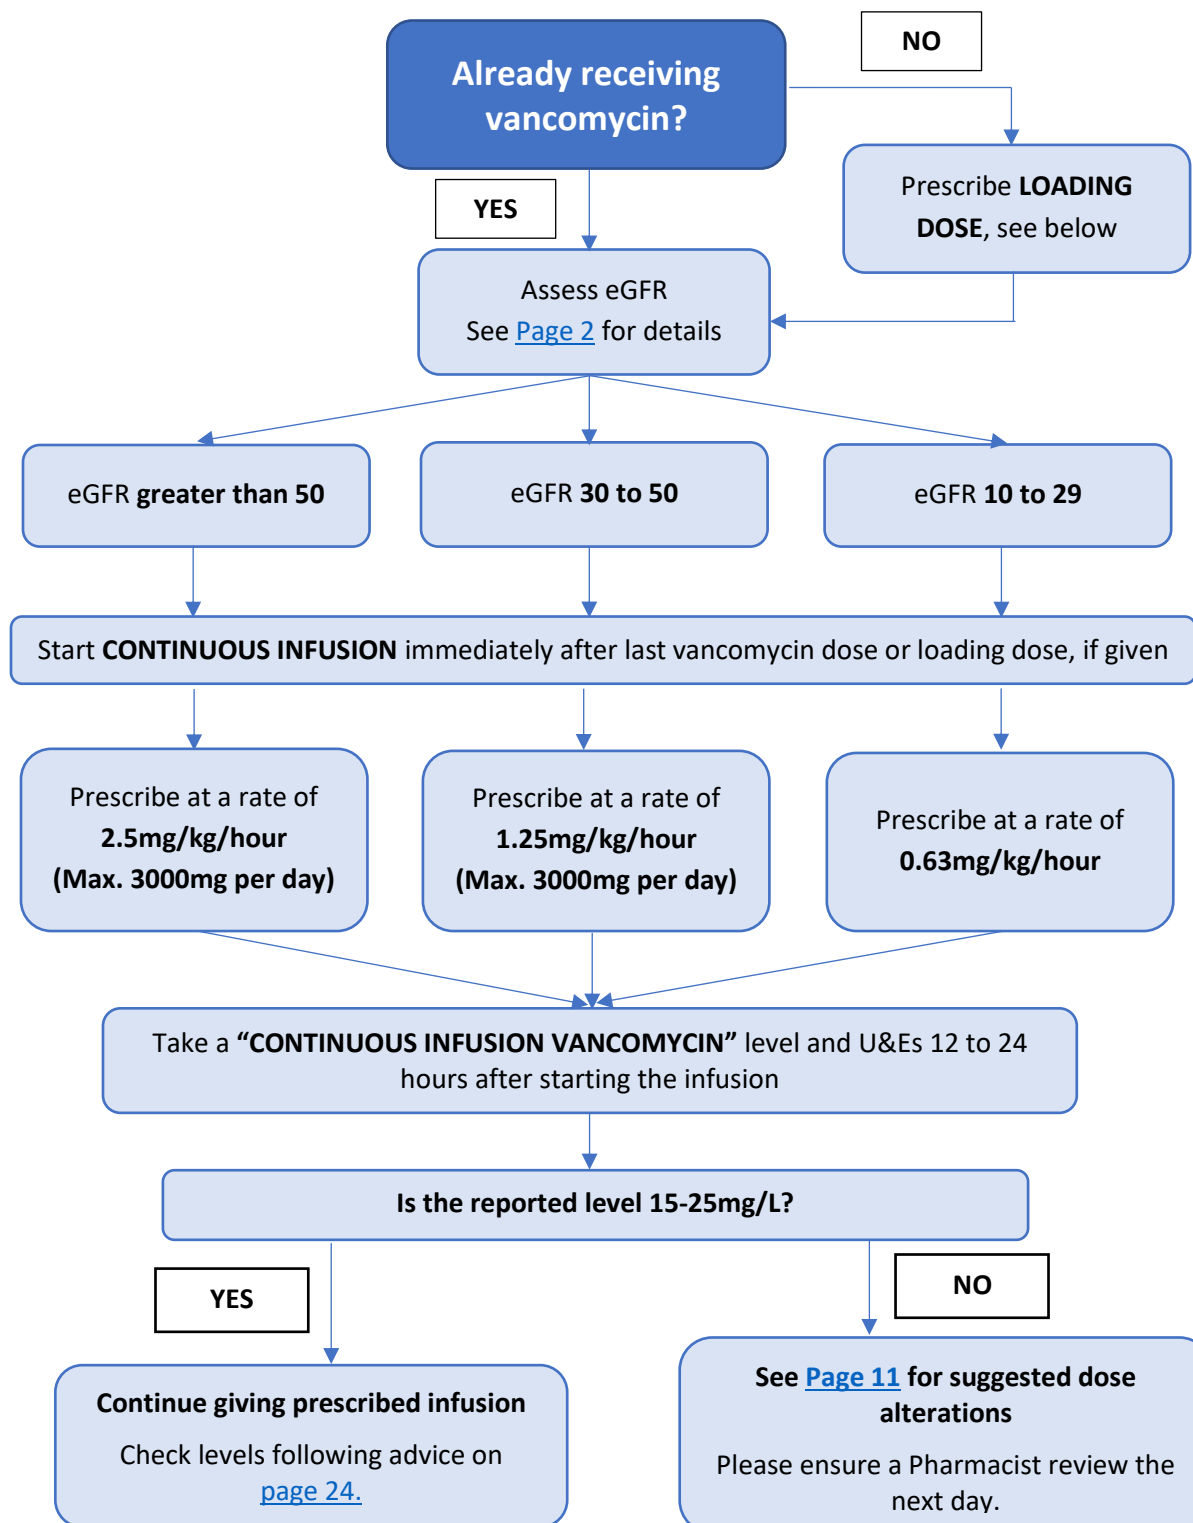 Already receiving
vancomycin?
NO
Prescribe LOADING
DOSE, see below
YES
Assess eGFR
See Page 2 for details
eGFR greater than 50
eGFR 30 to 50
eGFR 10 to 29
Start CONTINUOUS INFUSION immediately after last vancomycin dose or loading dose, if given
Prescribe at a rate of
2.5mg/kg/hour
(Max. 3000mg per day)
Prescribe at a rate of
1.25mg/kg/hour
(Max. 3000mg per day)
Prescribe at a rate of
0.63mg/kg/hour
Take a “CONTINUOUS INFUSION VANCOMYCIN” level and U&Es 12 to 24
hours after starting the infusion
Is the reported level 15-25mg/L?
YES
NO
Continue giving prescribed infusion
Check levels following advice on
page 24.
See Page 11 for suggested dose
alterations
Please ensure a Pharmacist review the
next day.